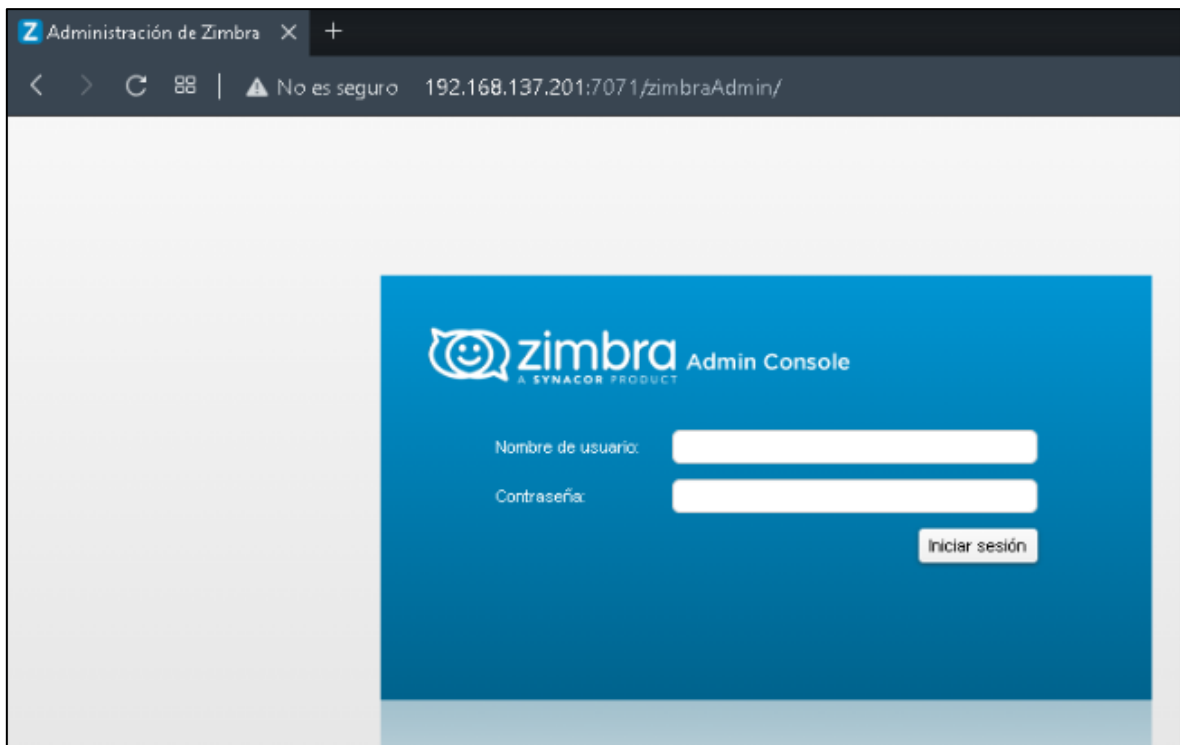 Z Administración de Zimbra
No es seguro 192.168.137.201:7071/zimbraAdmin/
zimbra Admin Console
A SYNACOR PRODUCT
Nombre de usuario:
Contraseña:
Iniciar sesión